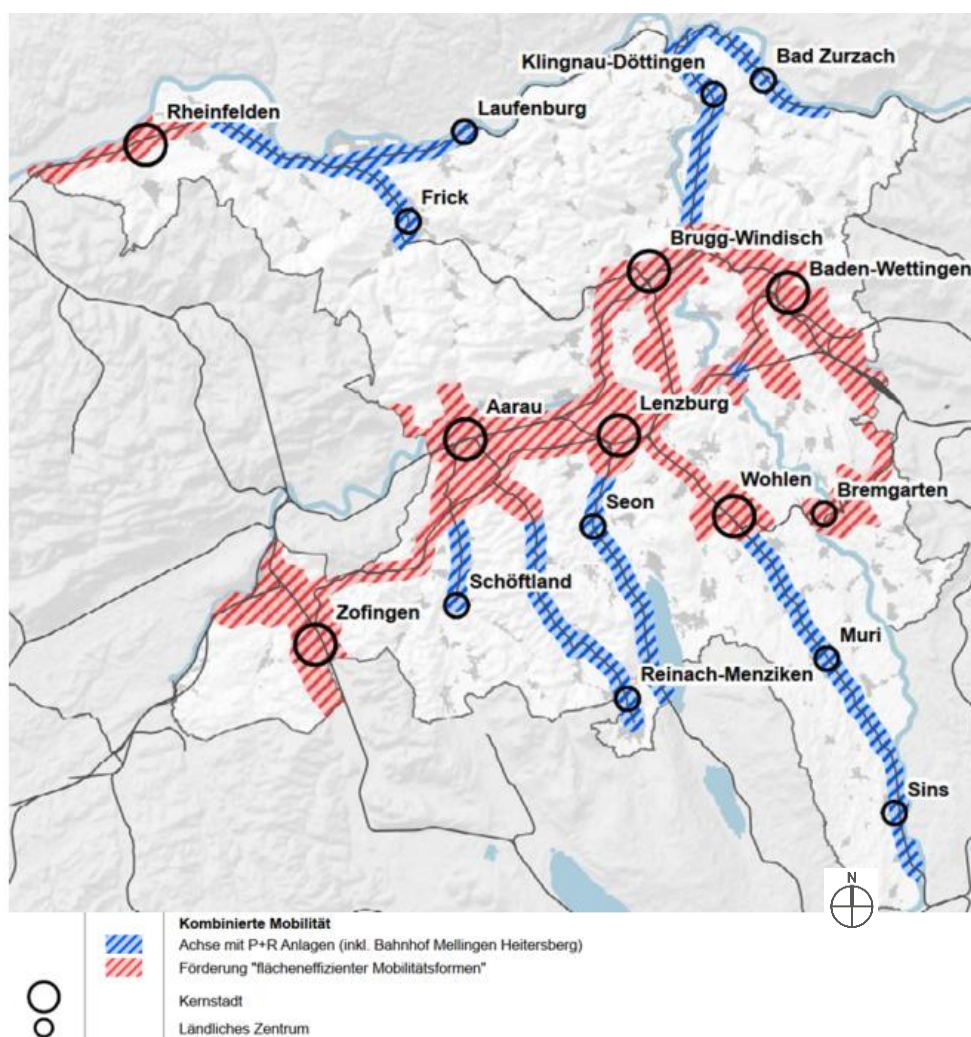 Klingnau-Döttingen
Bad Zurzach
Rheinfelden
Laufenburg
Frick
Brugg-Windisch
Baden-Wettingen
Aarau
Lenzburg
Wohlen
Bremgarten
Seon
Schöftland
Zofingen
Muri
Reinach-Menziken
Sins
N
Kombinierte Mobilität
Achse mit P+R Anlagen (inkl. Bahnhof Mellingen Heitersberg)
Förderung "flächeneffizienter Mobilitätsformen"
Kernstadt
Ländliches Zentrum